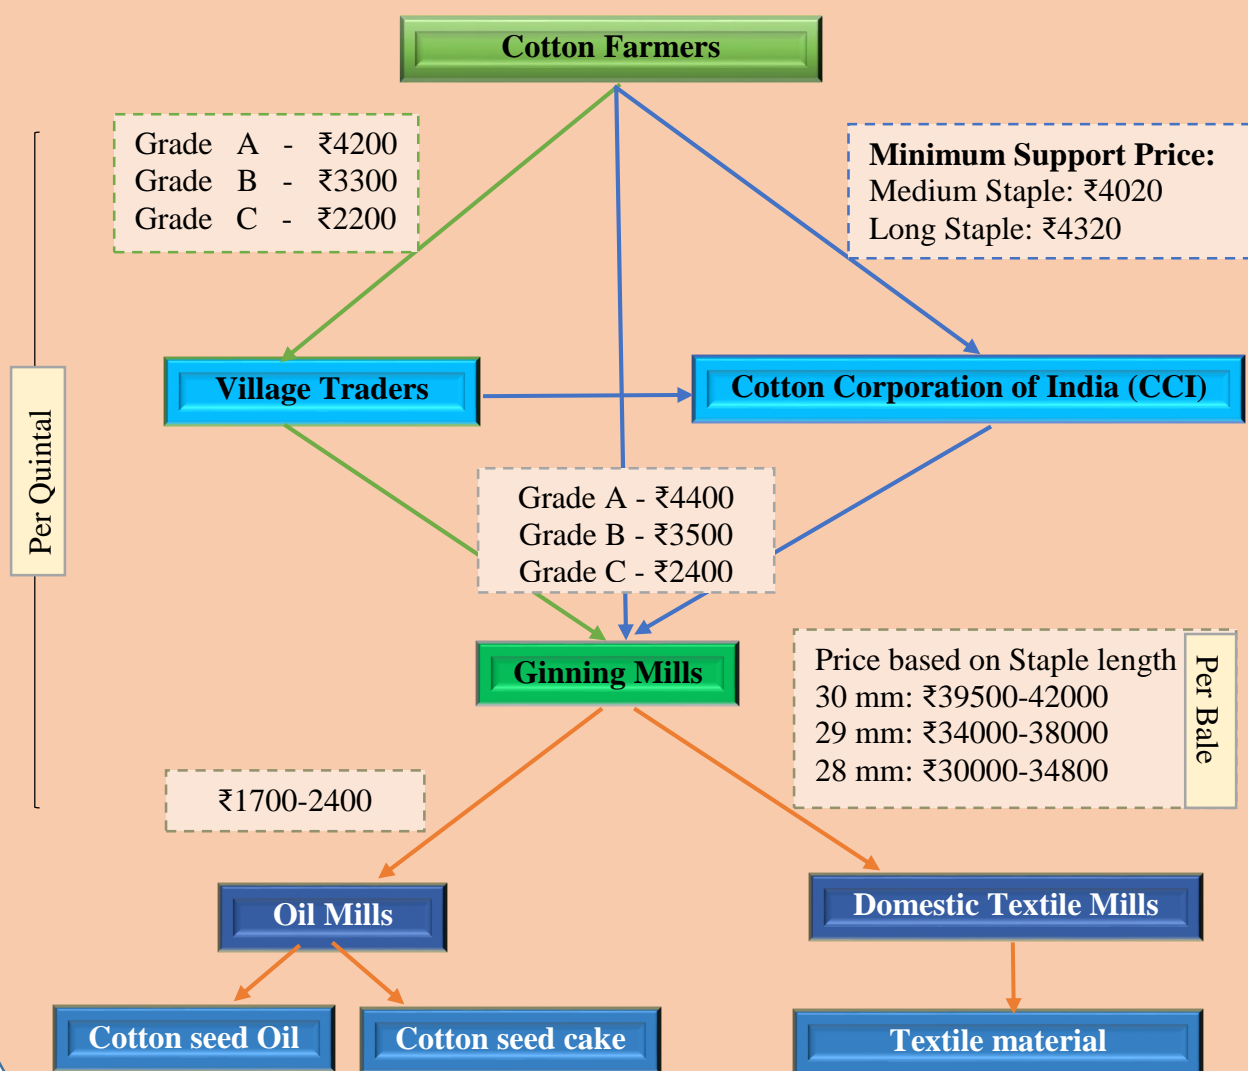 Cotton Farmers
Grade A - ₹4200
Grade B - ₹3300
Grade C - ₹2200
Minimum Support Price:
Medium Staple: ₹4020
Long Staple: ₹4320
Village Traders
Cotton Corporation of India (CCI)
Per Quintal
Grade A - ₹4400
Grade B - ₹3500
Grade C - ₹2400
Ginning Mills
Price based on Staple length
30 mm: ₹39500-42000
29 mm: ₹34000-38000
28 mm: ₹30000-34800
Per Bale
₹1700-2400
Oil Mills
Domestic Textile Mills
Cotton seed Oil
Cotton seed cake
Textile material